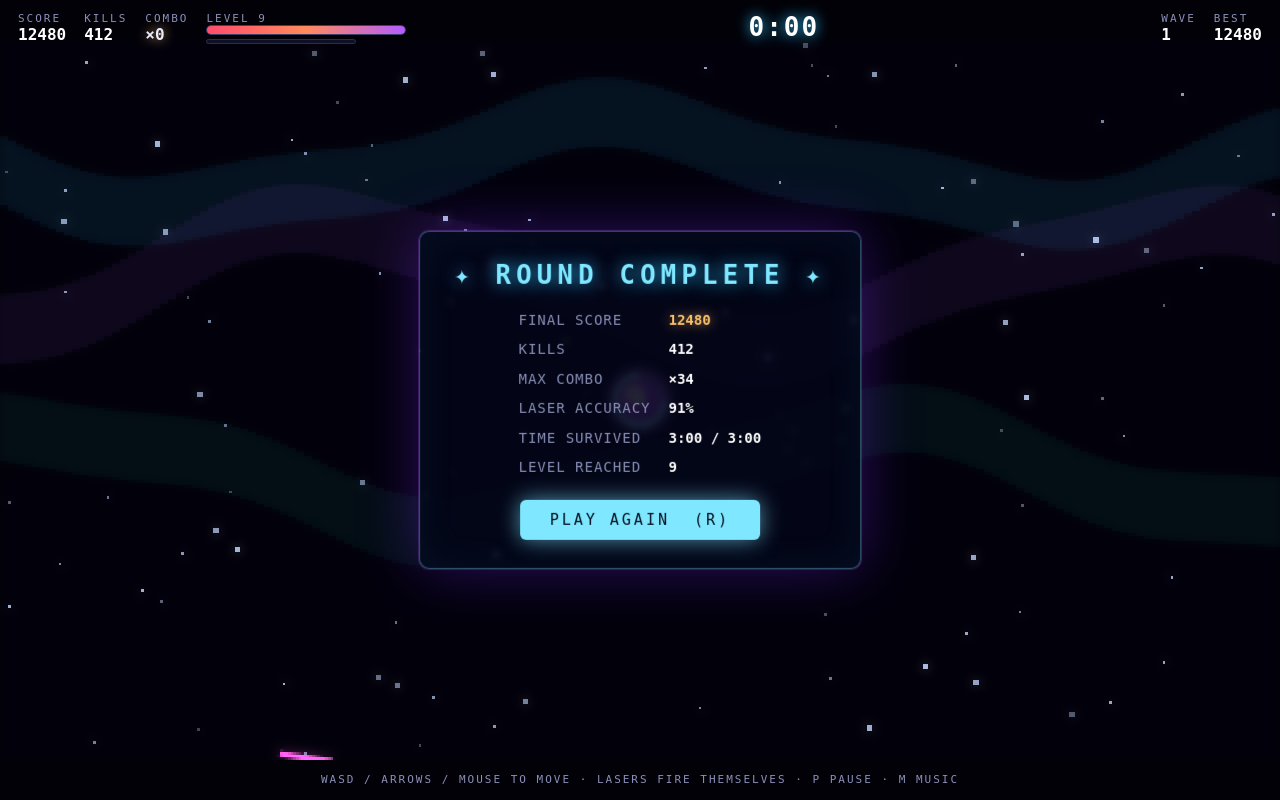 SCORE KILLS COMBO LEVEL 9
12480 412 ×0
0:00
WAVE BEST
1 12480
✦ ROUND COMPLETE ✦
FINAL SCORE 12480
KILLS 412
MAX COMBO ×34
LASER ACCURACY 91%
TIME SURVIVED 3:00 / 3:00
LEVEL REACHED 9
PLAY AGAIN (R)
WASD / ARROWS / MOUSE TO MOVE · LASERS FIRE THEMSELVES · P PAUSE · M MUSIC